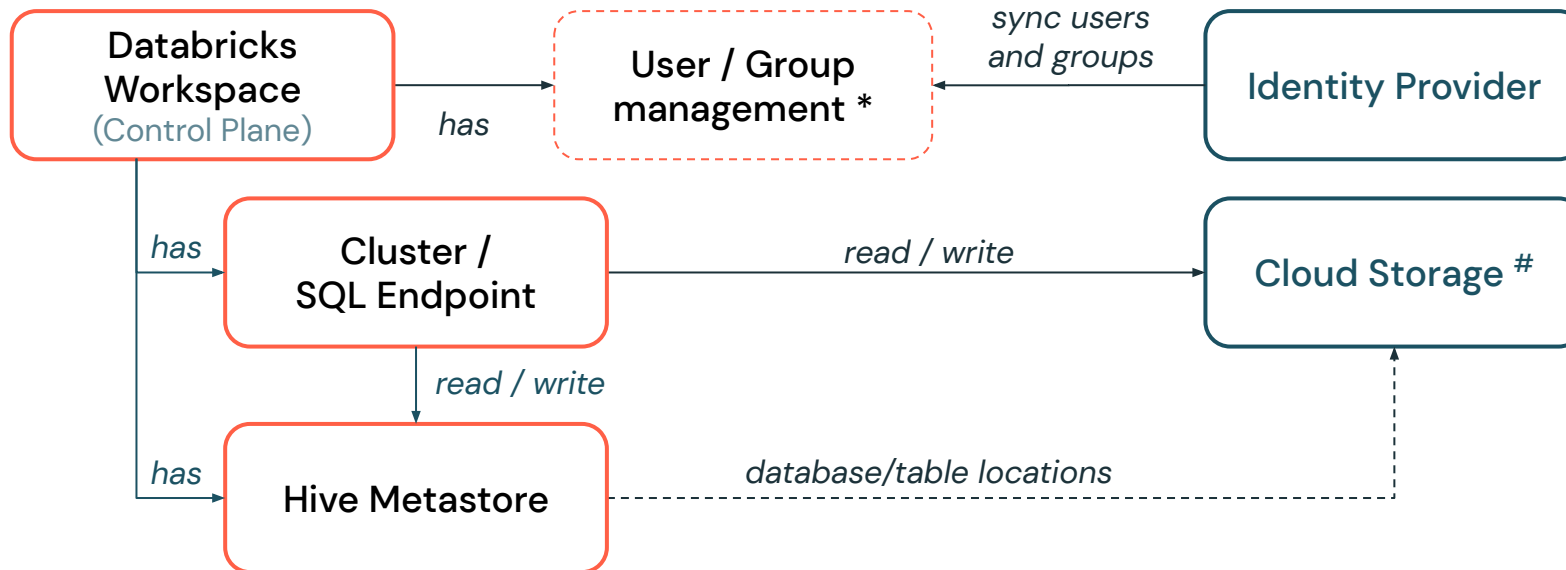 Databricks
Workspace
(Control Plane)
has
User / Group
management *
sync users
and groups
Identity Provider
has
Cluster /
SQL Endpoint
read / write
Cloud Storage #
read / write
has
Hive Metastore
database/table locations